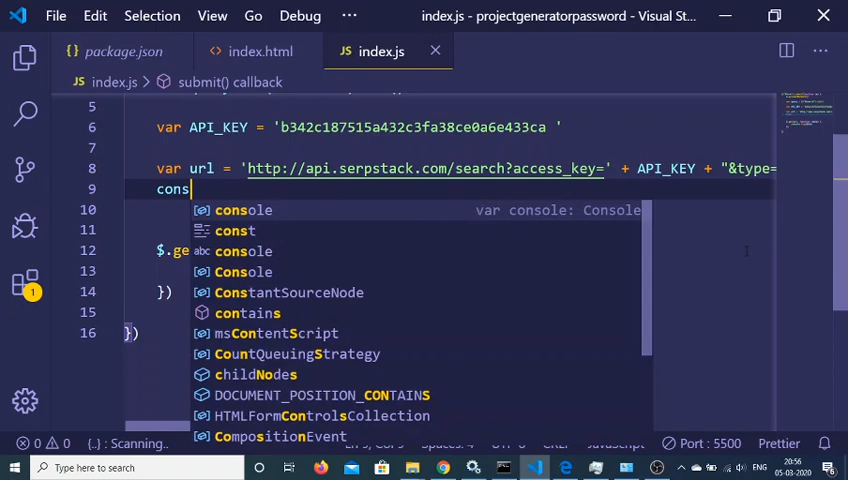 File Edit Selection View Go Debug ··· index.js - projectgeneratorpassword - Visual St...
{} package.json <> index.html JS index.js
JS index.js > submit() callback
5
6 var API_KEY = 'b342c187515a432c3fa38ce0a6e433ca '
7
8 var url = 'http://api.serpstack.com/search?access_key=' + API_KEY + "&type=
9 cons
10 console var console: Console
11 const
12 $.ge abc console
13 Console
14 }) ConstantSourceNode
15 contains
16 }) msContentScript
CountQueuingStrategy
childNodes
DOCUMENT_POSITION_CONTAINS
HTMLFormControlsCollection
CompositionEvent
1
0 0 {..} : Scanning.. JavaScript Port : 5500 Prettier
Type here to search ENG 20:56
05-03-2020 6